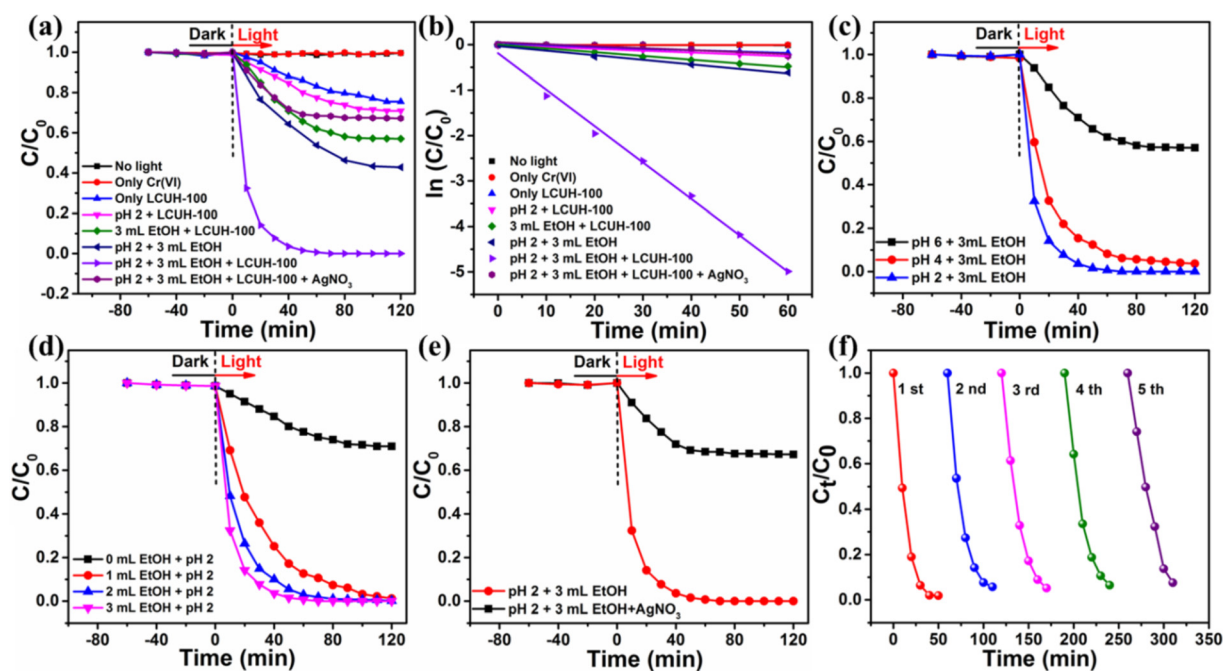 (a)
Dark
Light
1.0
0.8
0.6
0.4
0.2
0.0
-0.2
C/C0
No light
Only Cr(VI)
Only LCUH-100
pH 2 + LCUH-100
3 mL EtOH + LCUH-100
pH 2 + 3 mL EtOH
pH 2 + 3 mL EtOH + LCUH-100
pH 2 + 3 mL EtOH + LCUH-100 + AgNO3
-80 -40 0 40 80 120
Time (min)
(b)
0
-1
-2
-3
-4
-5
ln (C/C0)
No light
Only Cr(VI)
Only LCUH-100
pH 2 + LCUH-100
3 mL EtOH + LCUH-100
pH 2 + 3 mL EtOH
pH 2 + 3 mL EtOH + LCUH-100
pH 2 + 3 mL EtOH + LCUH-100 + AgNO3
0 10 20 30 40 50 60
Time (min)
(c)
Dark
Light
1.0
0.8
0.6
0.4
0.2
0.0
C/C0
pH 6 + 3mL EtOH
pH 4 + 3mL EtOH
pH 2 + 3mL EtOH
-80 -40 0 40 80 120
Time (min)
(d)
Dark
Light
1.0
0.8
0.6
0.4
0.2
0.0
C/C0
0 mL EtOH + pH 2
1 mL EtOH + pH 2
2 mL EtOH + pH 2
3 mL EtOH + pH 2
-80 -40 0 40 80 120
Time (min)
(e)
Dark
Light
1.0
0.8
0.6
0.4
0.2
0.0
C/C0
pH 2 + 3 mL EtOH
pH 2 + 3 mL EtOH+AgNO3
-80 -40 0 40 80 120
Time (min)
(f)
1.0
0.8
0.6
0.4
0.2
0.0
Ct/C0
1 st 2 nd 3 rd 4 th 5 th
0 50 100 150 200 250 300 350
Time (min)